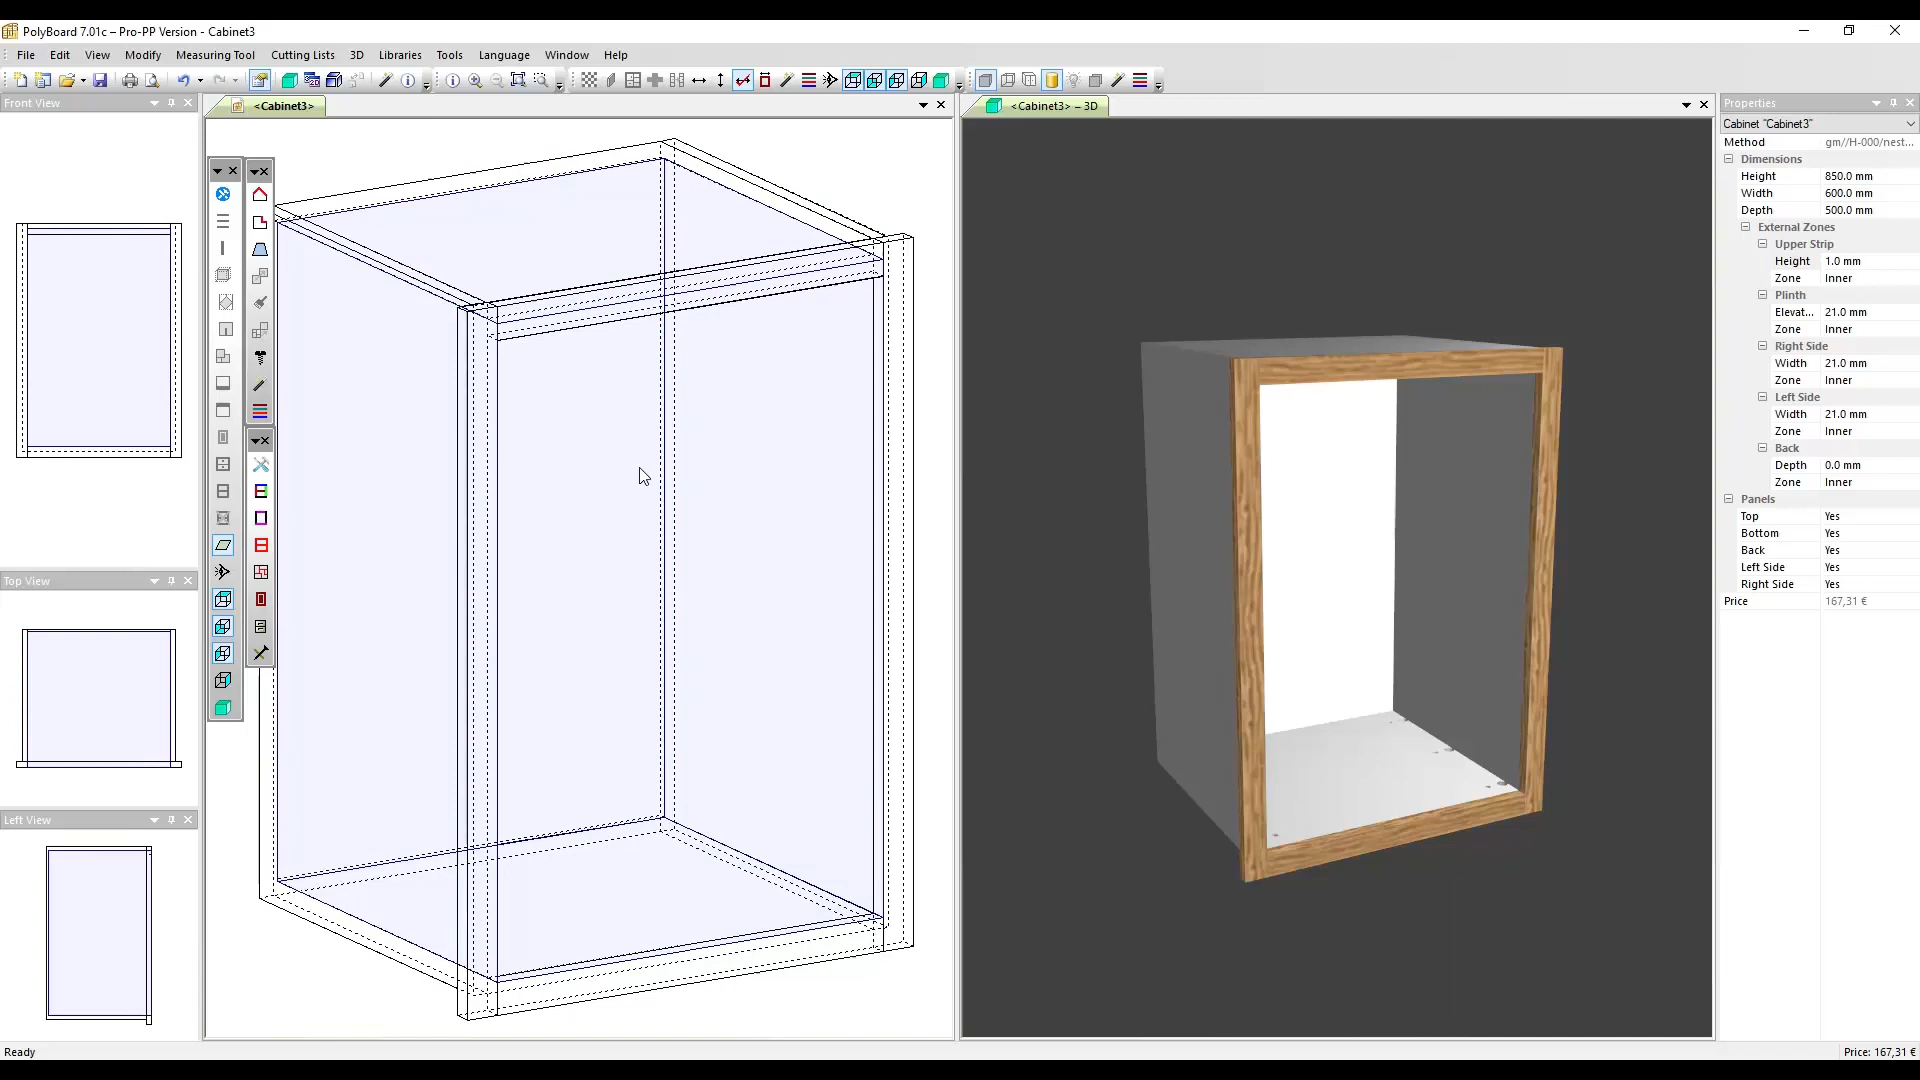 PolyBoard 7.01c – Pro-PP Version - Cabinet3
File Edit View Modify Measuring Tool Cutting Lists 3D Libraries Tools Language Window Help
Front View
<Cabinet3>
<Cabinet3> – 3D
Properties
Cabinet "Cabinet3"
Method gm//H-000/nest...
Dimensions
Height 850.0 mm
Width 600.0 mm
Depth 500.0 mm
External Zones
Upper Strip
Height 1.0 mm
Zone Inner
Plinth
Elevat... 21.0 mm
Zone Inner
Right Side
Width 21.0 mm
Zone Inner
Left Side
Width 21.0 mm
Zone Inner
Back
Depth 0.0 mm
Zone Inner
Panels
Top Yes
Bottom Yes
Back Yes
Left Side Yes
Right Side Yes
Price 167,31 €
Top View
Left View
Ready
Price: 167,31 €